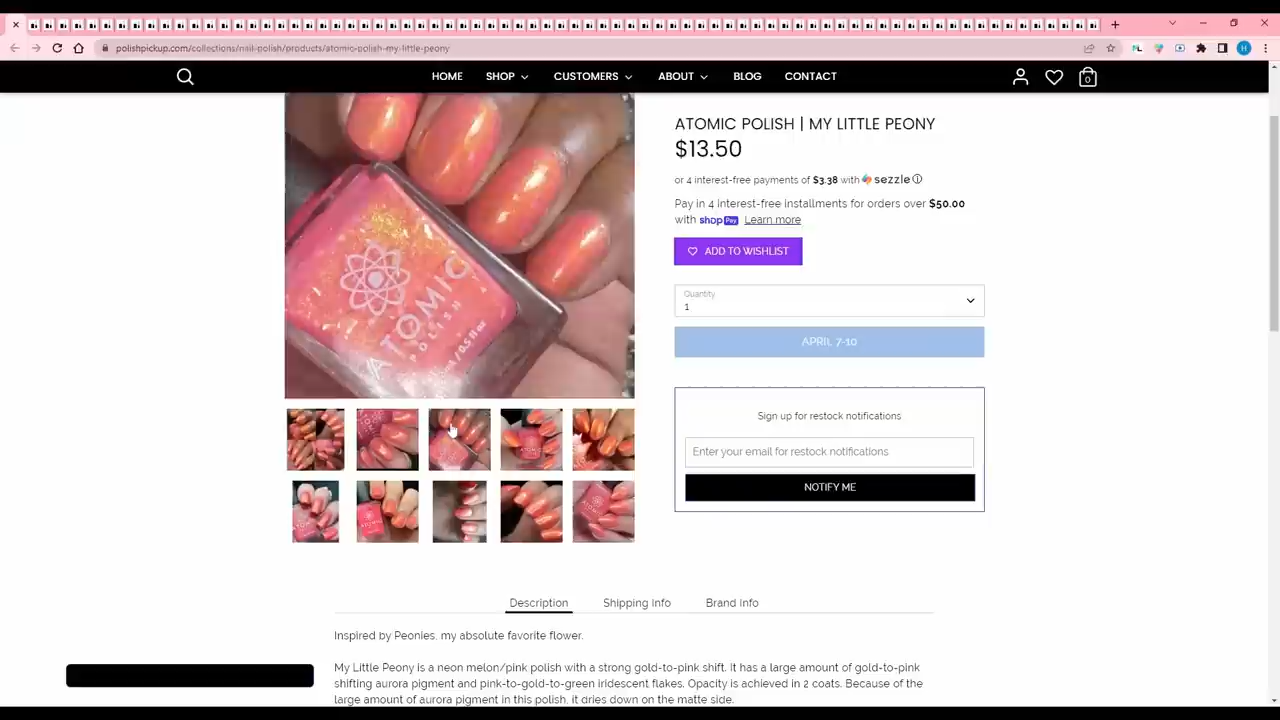 polishpickup.com/collections/nail-polish/products/atomic-polish-my-little-peony
H
HOME SHOP CUSTOMERS ABOUT BLOG CONTACT
0
ATOMIC POLISH | MY LITTLE PEONY
$13.50
or 4 interest-free payments of $3.38 with sezzle
Pay in 4 interest-free installments for orders over $50.00
with shop Pay Learn more
ADD TO WISHLIST
Quantity
1
APRIL 7-10
Sign up for restock notifications
Enter your email for restock notifications
NOTIFY ME
ATOMIC
POLISH
Description Shipping Info Brand Info
Inspired by Peonies, my absolute favorite flower.
My Little Peony is a neon melon/pink polish with a strong gold-to-pink shift. It has a large amount of gold-to-pink
shifting aurora pigment and pink-to-gold-to-green iridescent flakes. Opacity is achieved in 2 coats. Because of the
large amount of aurora pigment in this polish, it dries down on the matte side.